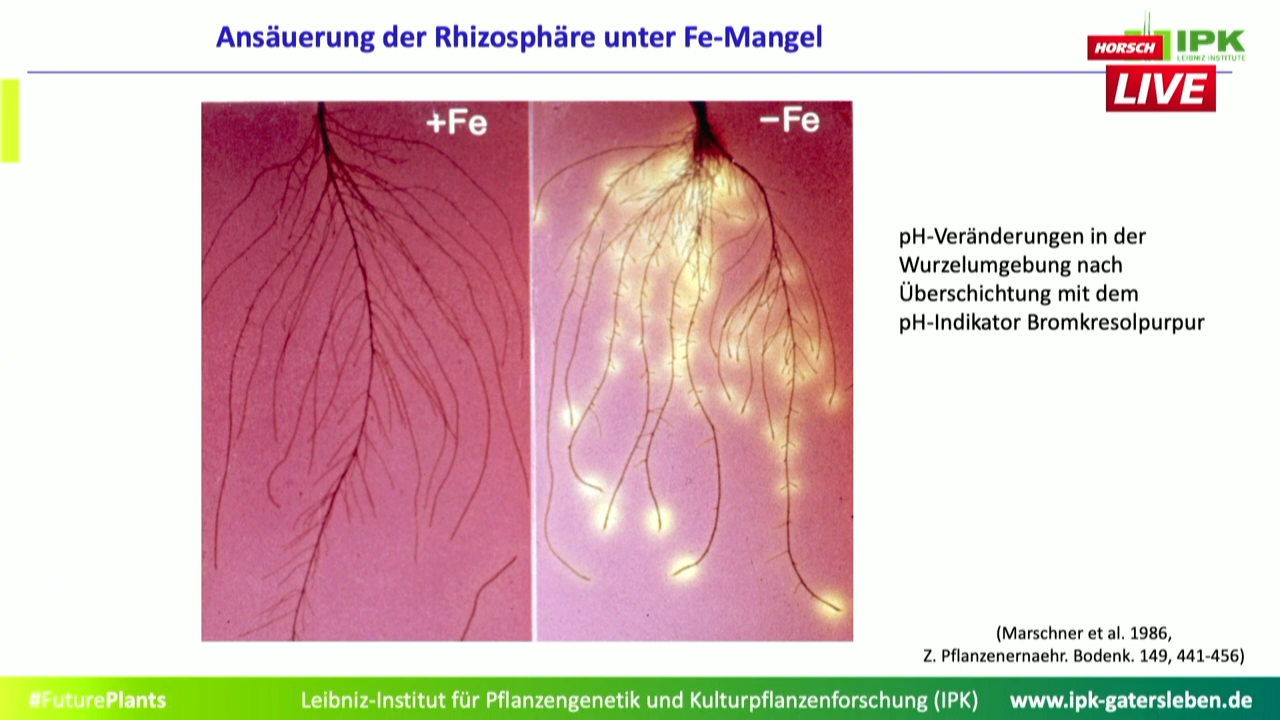 Ansäuerung der Rhizosphäre unter Fe-Mangel
HORSCH
LIVE
IPK
LEIBNIZ INSTITUTE
+Fe
−Fe
pH-Veränderungen in der
Wurzelumgebung nach
Überschichtung mit dem
pH-Indikator Bromkresolpurpur
(Marschner et al. 1986,
Z. Pflanzenernaehr. Bodenk. 149, 441-456)
#FuturePlants
Leibniz-Institut für Pflanzengenetik und Kulturpflanzenforschung (IPK)
www.ipk-gatersleben.de